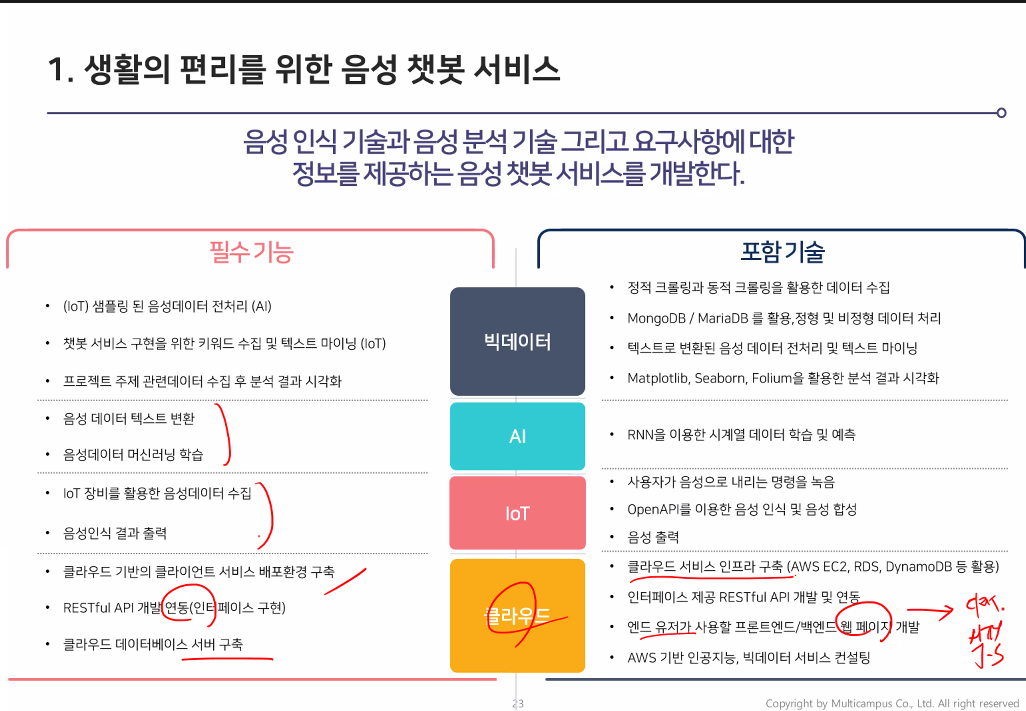 1. 생활의 편리를 위한 음성 챗봇 서비스
음성 인식 기술과 음성 분석 기술 그리고 요구사항에 대한
정보를 제공하는 음성 챗봇 서비스를 개발한다.
필수 기능
• (IoT) 샘플링 된 음성데이터 전처리 (AI)
• 챗봇 서비스 구현을 위한 키워드 수집 및 텍스트 마이닝 (IoT)
• 프로젝트 주제 관련데이터 수집 후 분석 결과 시각화
• 음성 데이터 텍스트 변환
• 음성데이터 머신러닝 학습
• IoT 장비를 활용한 음성데이터 수집
• 음성인식 결과 출력
• 클라우드 기반의 클라이언트 서비스 배포환경 구축
• RESTful API 개발 연동(인터페이스 구현)
• 클라우드 데이터베이스 서버 구축
빅데이터
AI
IoT
클라우드
포함 기술
• 정적 크롤링과 동적 크롤링을 활용한 데이터 수집
• MongoDB / MariaDB 를 활용,정형 및 비정형 데이터 처리
• 텍스트로 변환된 음성 데이터 전처리 및 텍스트 마이닝
• Matplotlib, Seaborn, Folium을 활용한 분석 결과 시각화
• RNN을 이용한 시계열 데이터 학습 및 예측
• 사용자가 음성으로 내리는 명령을 녹음
• OpenAPI를 이용한 음성 인식 및 음성 합성
• 음성 출력
• 클라우드 서비스 인프라 구축 (AWS EC2, RDS, DynamoDB 등 활용)
• 인터페이스 제공 RESTful API 개발 및 연동
• 엔드 유저가 사용할 프론트엔드/백엔드 웹 페이지 개발
• AWS 기반 인공지능, 빅데이터 서비스 컨설팅
J-S
23
Copyright by Multicampus Co., Ltd. All right reserved